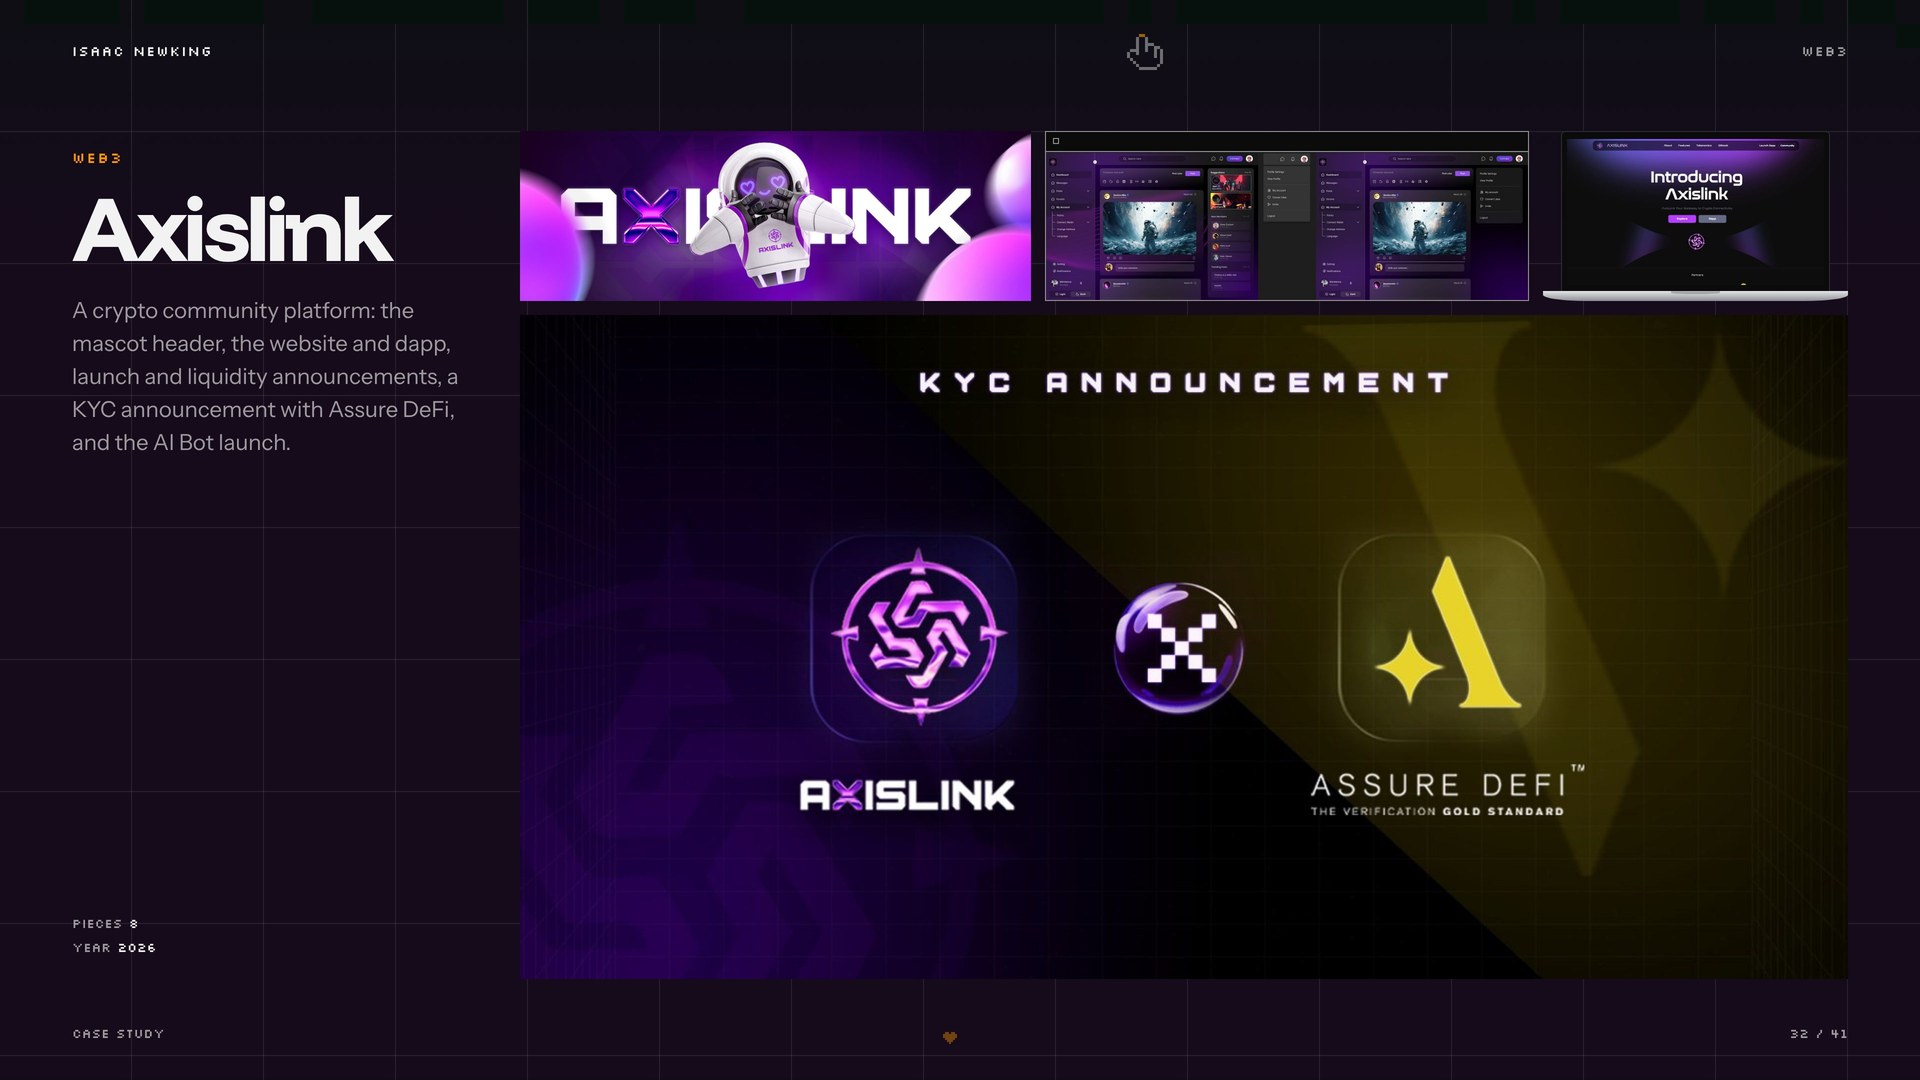 ISAAC NEWKING
WEB3
WEB3
Axislink
A crypto community platform: the
mascot header, the website and dapp,
launch and liquidity announcements, a
KYC announcement with Assure DeFi,
and the AI Bot launch.
AXISLINK
Introducing
Axislink
KYC ANNOUNCEMENT
AXISLINK
ASSURE DEFI™
THE VERIFICATION GOLD STANDARD
PIECES 8
YEAR 2026
CASE STUDY
32 / 41